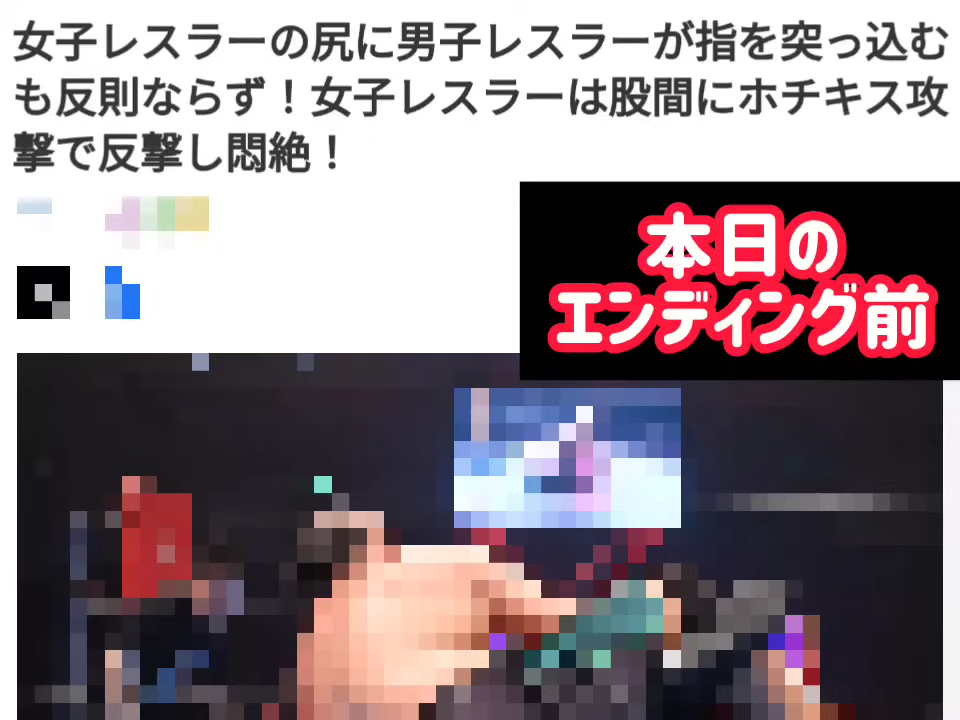 女子レスラーの尻に男子レスラーが指を突っ込む
も反則ならず！女子レスラーは股間にホチキス攻
撃で反撃し悶絶！
本日の
エンディング前